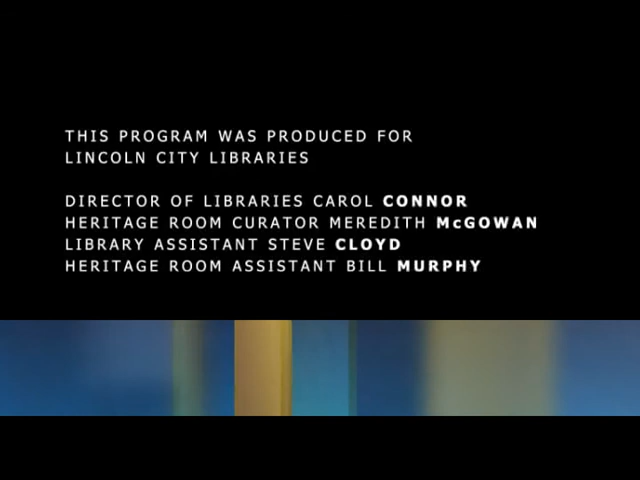 THIS PROGRAM WAS PRODUCED FOR
LINCOLN CITY LIBRARIES
DIRECTOR OF LIBRARIES CAROL CONNOR
HERITAGE ROOM CURATOR MEREDITH McGOWAN
LIBRARY ASSISTANT STEVE CLOYD
HERITAGE ROOM ASSISTANT BILL MURPHY